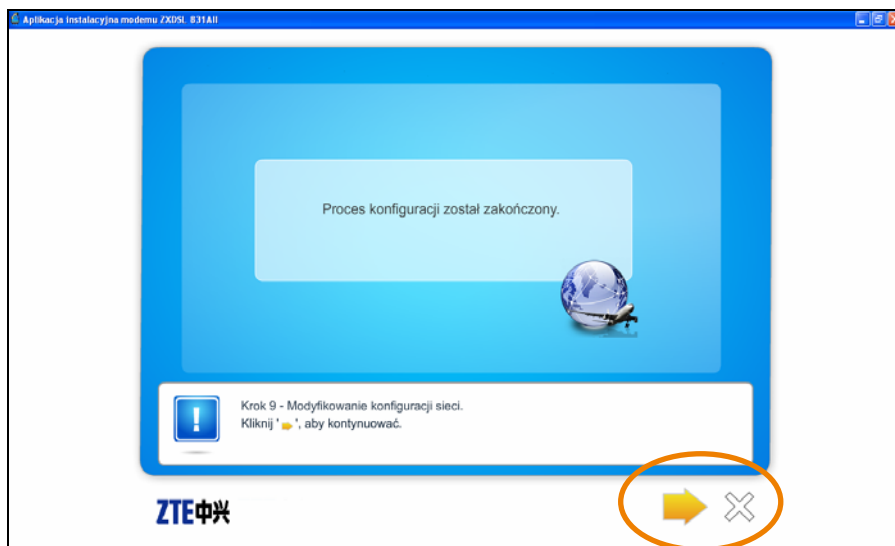 Aplikacja instalacyjna modemu ZXDSL 831AII
Proces konfiguracji został zakończony.
Krok 9 - Modyfikowanie konfiguracji sieci.
Kliknij ' ', aby kontynuować.
ZTE中兴